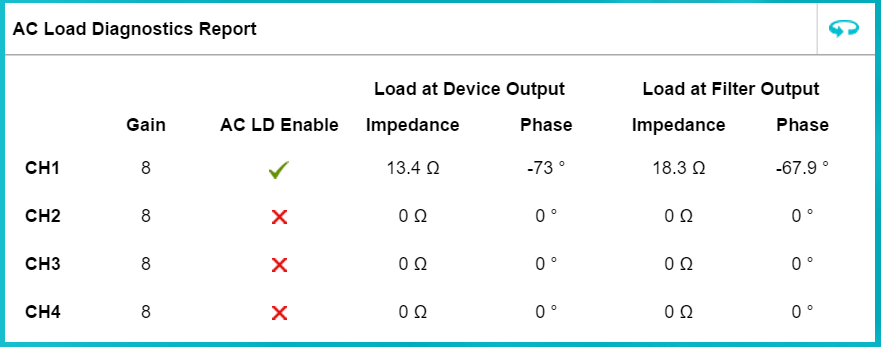 AC Load Diagnostics Report
Load at Device Output Load at Filter Output
Gain AC LD Enable Impedance Phase Impedance Phase
CH1 8 13.4 Ω -73 ° 18.3 Ω -67.9 °
CH2 8 0 Ω 0 ° 0 Ω 0 °
CH3 8 0 Ω 0 ° 0 Ω 0 °
CH4 8 0 Ω 0 ° 0 Ω 0 °